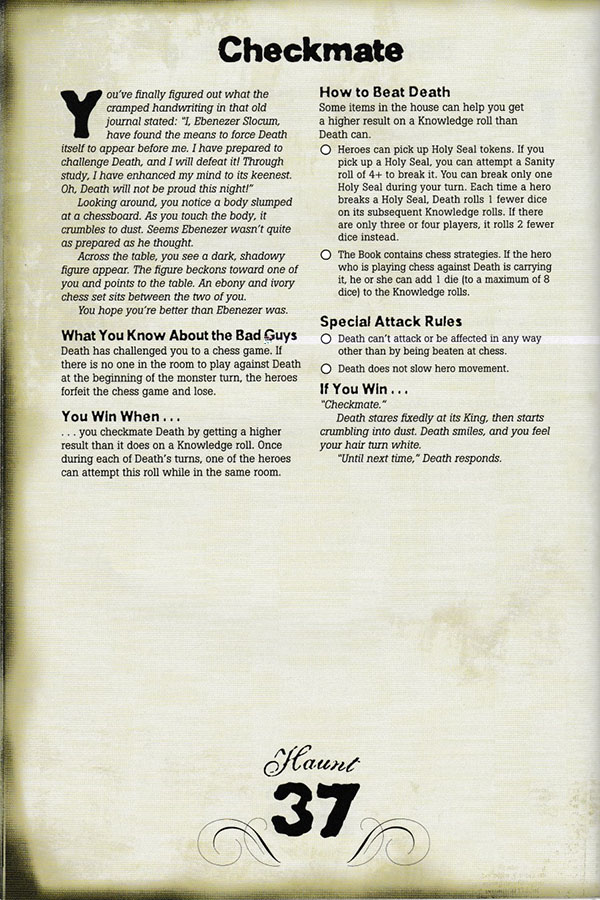 Checkmate
You've finally figured out what the
cramped handwriting in that old
journal stated: "I, Ebenezer Slocum,
have found the means to force Death
itself to appear before me. I have prepared to
challenge Death, and I will defeat it! Through
study, I have enhanced my mind to its keenest.
Oh, Death will not be proud this night!"
Looking around, you notice a body slumped
at a chessboard. As you touch the body, it
crumbles to dust. Seems Ebenezer wasn't quite
as prepared as he thought.
Across the table, you see a dark, shadowy
figure appear. The figure beckons toward one of
you and points to the table. An ebony and ivory
chess set sits between the two of you.
You hope you're better than Ebenezer was.
What You Know About the Bad Guys
Death has challenged you to a chess game. If
there is no one in the room to play against Death
at the beginning of the monster turn, the heroes
forfeit the chess game and lose.
You Win When . . .
. . . you checkmate Death by getting a higher
result than it does on a Knowledge roll. Once
during each of Death's turns, one of the heroes
can attempt this roll while in the same room.
How to Beat Death
Some items in the house can help you get
a higher result on a Knowledge roll than
Death can.
Heroes can pick up Holy Seal tokens. If you
pick up a Holy Seal, you can attempt a Sanity
roll of 4+ to break it. You can break only one
Holy Seal during your turn. Each time a hero
breaks a Holy Seal, Death rolls 1 fewer dice
on its subsequent Knowledge rolls. If there
are only three or four players, it rolls 2 fewer
dice instead.
The Book contains chess strategies. If the hero
who is playing chess against Death is carrying
it, he or she can add 1 die (to a maximum of 8
dice) to the Knowledge rolls.
Special Attack Rules
Death can't attack or be affected in any way
other than by being beaten at chess.
Death does not slow hero movement.
If You Win . . .
"Checkmate."
Death stares fixedly at its King, then starts
crumbling into dust. Death smiles, and you feel
your hair turn white.
"Until next time," Death responds.
Haunt
37